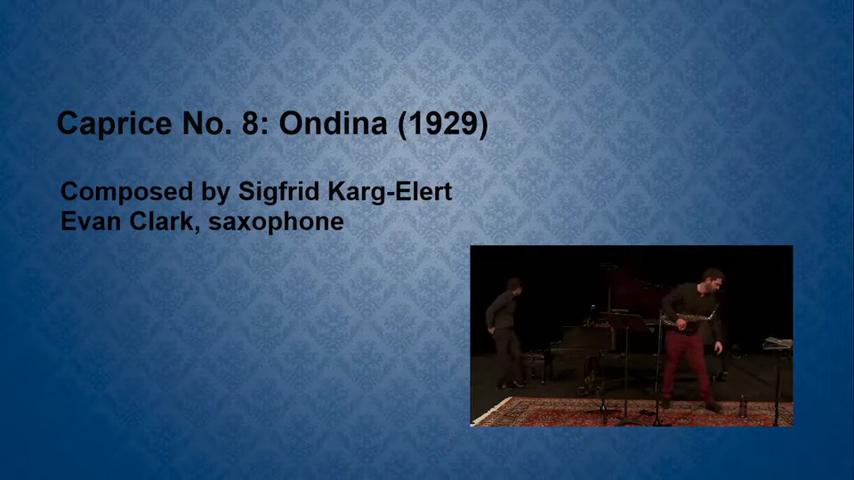 Caprice No. 8: Ondina (1929)
Composed by Sigfrid Karg-Elert
Evan Clark, saxophone